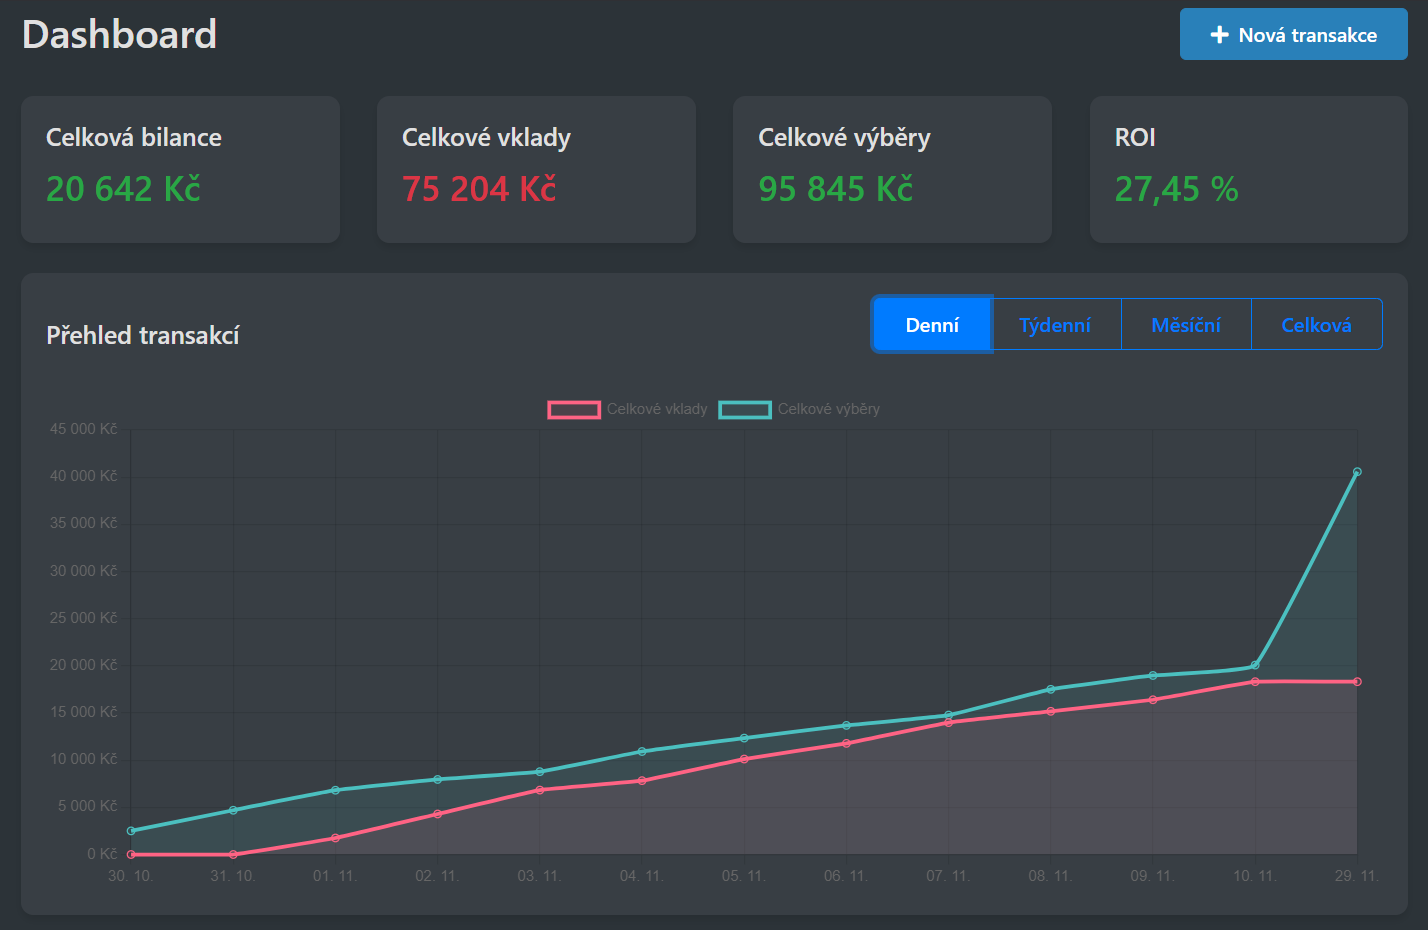 Dashboard
Nová transakce
Celková bilance
20 642 Kč
Celkové vklady
75 204 Kč
Celkové výběry
95 845 Kč
ROI
27,45 %
Přehled transakcí
Denní
Týdenní
Měsíční
Celková
Celkové vklady
Celkové výběry
45 000 Kč
40 000 Kč
35 000 Kč
30 000 Kč
25 000 Kč
20 000 Kč
15 000 Kč
10 000 Kč
5 000 Kč
0 Kč
30. 10.
31. 10.
01. 11.
02. 11.
03. 11.
04. 11.
05. 11.
06. 11.
07. 11.
08. 11.
09. 11.
10. 11.
29. 11.